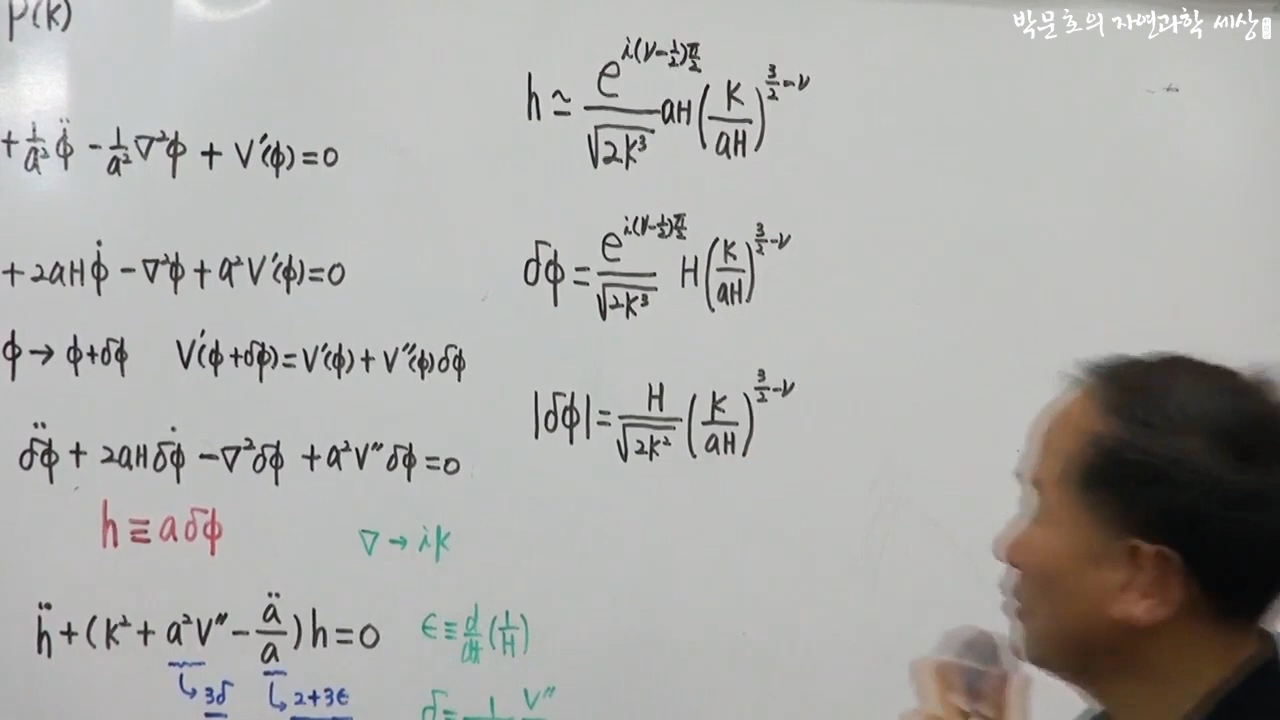 박문호의 자연과학 세상
P(k)
+ 1/a² φ̈ - 1/a² ∇²φ + V′(φ) = 0
+ 2aHφ̇ - ∇²φ + a²V′(φ) = 0
φ → φ+δφ V′(φ+δφ) = V′(φ) + V″(φ)δφ
δφ̈ + 2aHδφ̇ - ∇²δφ + a²V″δφ = 0
h ≡ aδφ ∇ → ik
ḧ + (k² + a²V″ - ä/a)h = 0 ε ≡ d/dt (1/H)
↳ 3δ ↳ 2+3ε δ = 1 V″
h ≃ e^{i(ν-1/2)π/2}/√(2k³) aH (k/aH)^{3/2-ν}
δφ = e^{i(ν-1/2)π/2}/√(2k³) H (k/aH)^{3/2-ν}
|δφ| = H/√(2k²) (k/aH)^{3/2-ν}